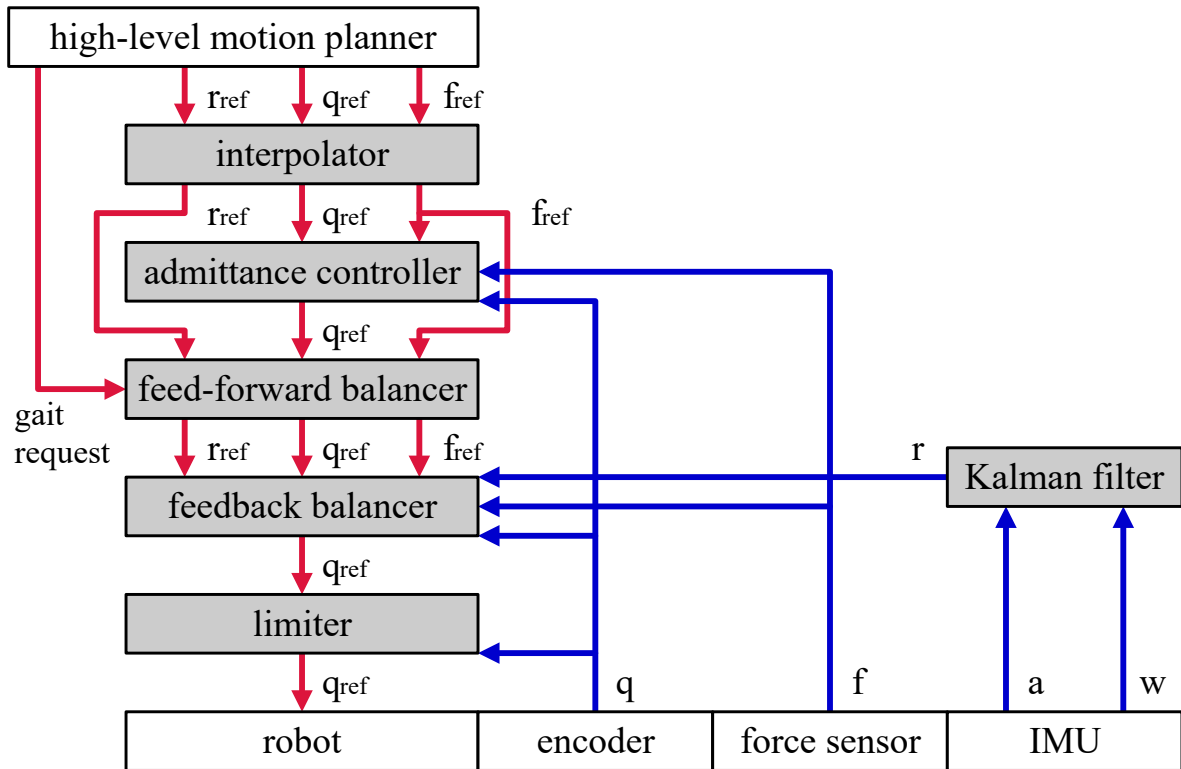 high-level motion planner
rref qref fref
interpolator
rref qref fref
admittance controller
qref
feed-forward balancer
gait
request
rref qref fref
r
Kalman filter
feedback balancer
qref
limiter
qref q f a w
robot encoder force sensor IMU